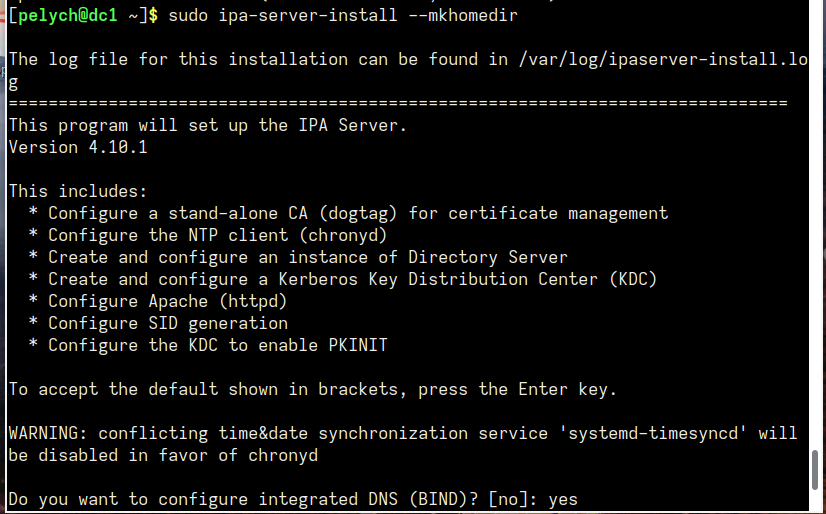 [pelych@dc1 ~]$ sudo ipa-server-install --mkhomedir
The log file for this installation can be found in /var/log/ipaserver-install.lo
g
==============================================================================
This program will set up the IPA Server.
Version 4.10.1
This includes:
* Configure a stand-alone CA (dogtag) for certificate management
* Configure the NTP client (chronyd)
* Create and configure an instance of Directory Server
* Create and configure a Kerberos Key Distribution Center (KDC)
* Configure Apache (httpd)
* Configure SID generation
* Configure the KDC to enable PKINIT
To accept the default shown in brackets, press the Enter key.
WARNING: conflicting time&date synchronization service 'systemd-timesyncd' will
be disabled in favor of chronyd
Do you want to configure integrated DNS (BIND)? [no]: yes